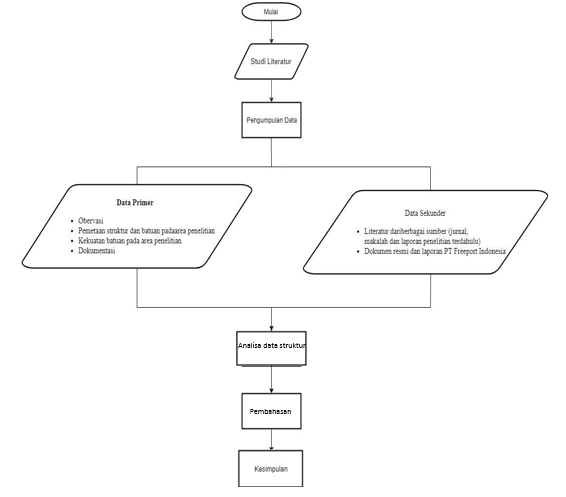 Mulai
Studi Literatur
Pengumpulan Data
Data Primer
• Obervasi
• Pemetaan struktur dan batuan padaarea penelitian
• Kekuatan batuan pada area penelitian
• Dokumentasi
Data Sekunder
• Literatur dariberbagai sumber (jurnal,
makalah dan laporan penelitian terdahulu)
• Dokumen resmi dan laporan PT Freeport Indonesia
Analisa data struktur
Pembahasan
Kesimpulan